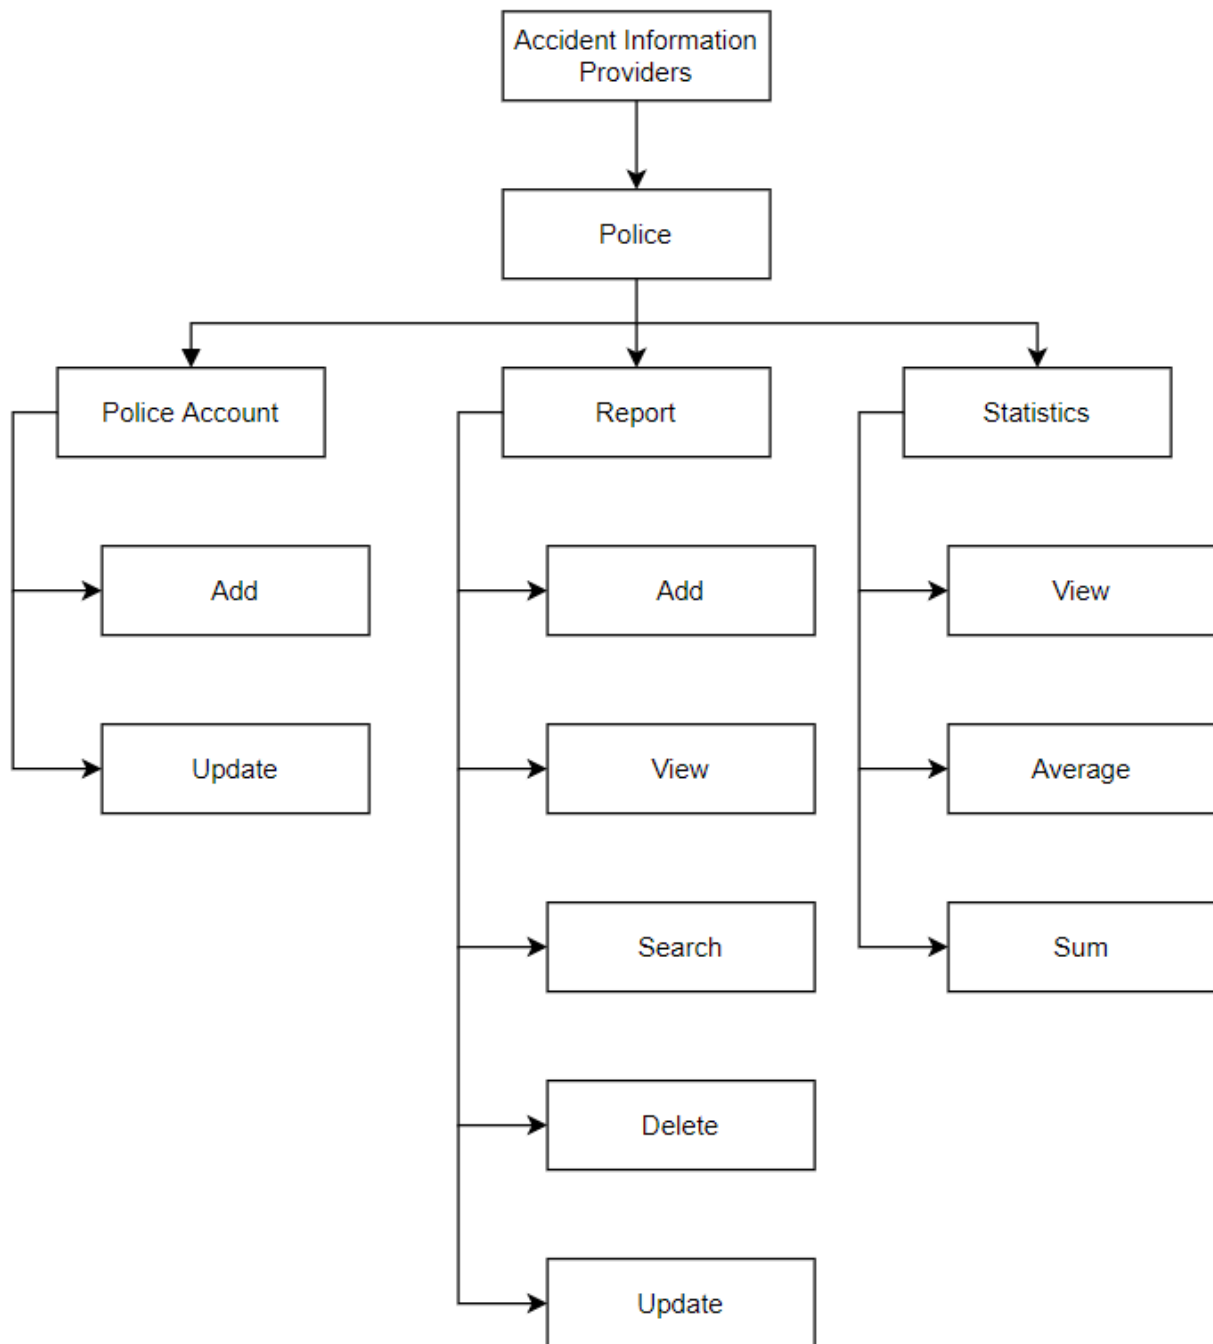 Accident Information
Providers
Police
Police Account
Report
Statistics
Add
Add
View
Update
View
Average
Search
Sum
Delete
Update